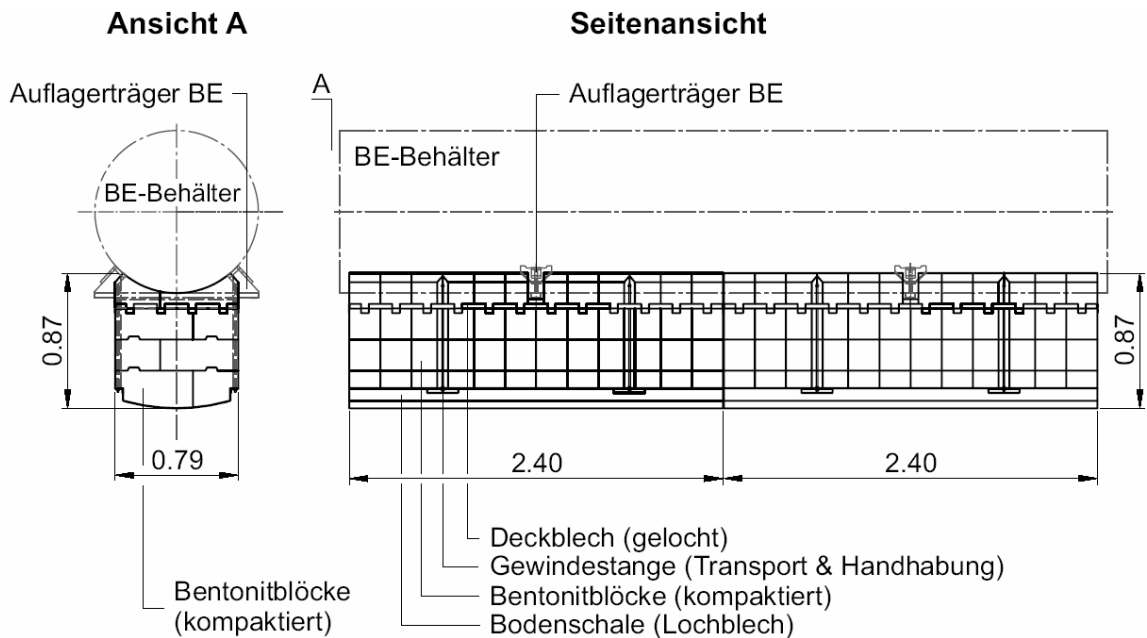 Ansicht A
Seitenansicht
Auflagerträger BE
A
Auflagerträger BE
BE-Behälter
BE-Behälter
0.87
0.87
0.79
2.40
2.40
Deckblech (gelocht)
Gewindestange (Transport & Handhabung)
Bentonitblöcke (kompaktiert)
Bodenschale (Lochblech)
Bentonitblöcke
(kompaktiert)